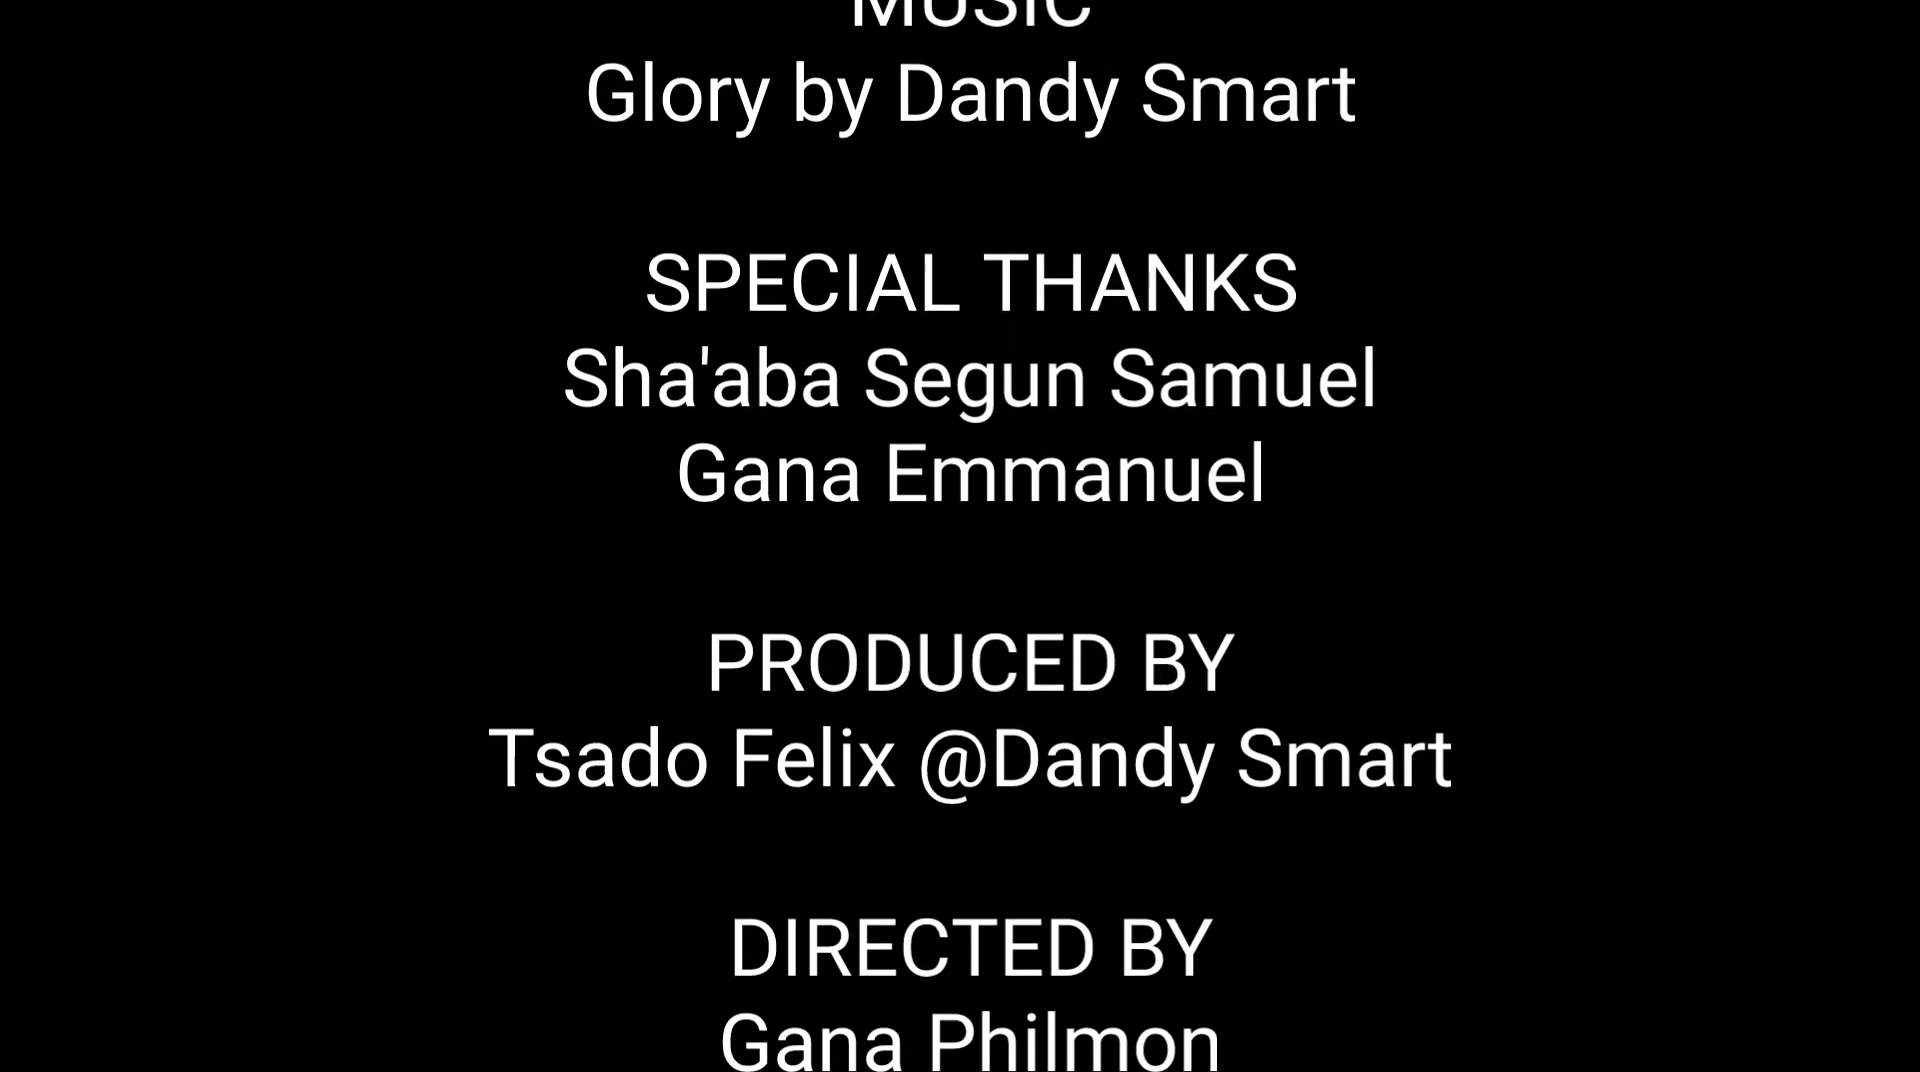 MUSIC
Glory by Dandy Smart
SPECIAL THANKS
Sha'aba Segun Samuel
Gana Emmanuel
PRODUCED BY
Tsado Felix @Dandy Smart
DIRECTED BY
Gana Philmon